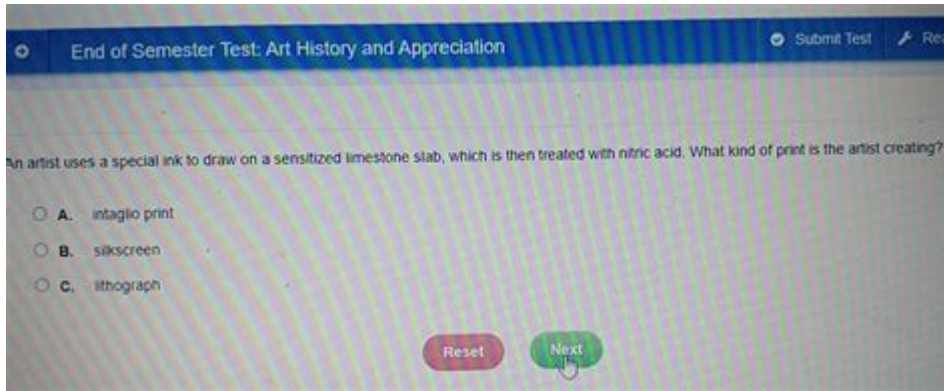 End of Semester Test: Art History and Appreciation
Submit Test
An artist uses a special ink to draw on a sensitized limestone slab, which is then treated with nitric acid. What kind of print is the artist creating?
A. intaglio print
B. silkscreen
C. lithograph
Reset
Next